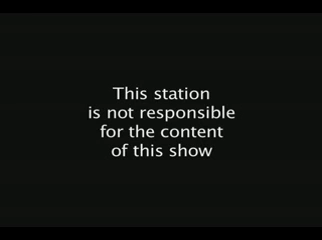 This station
is not responsible
for the content
of this show